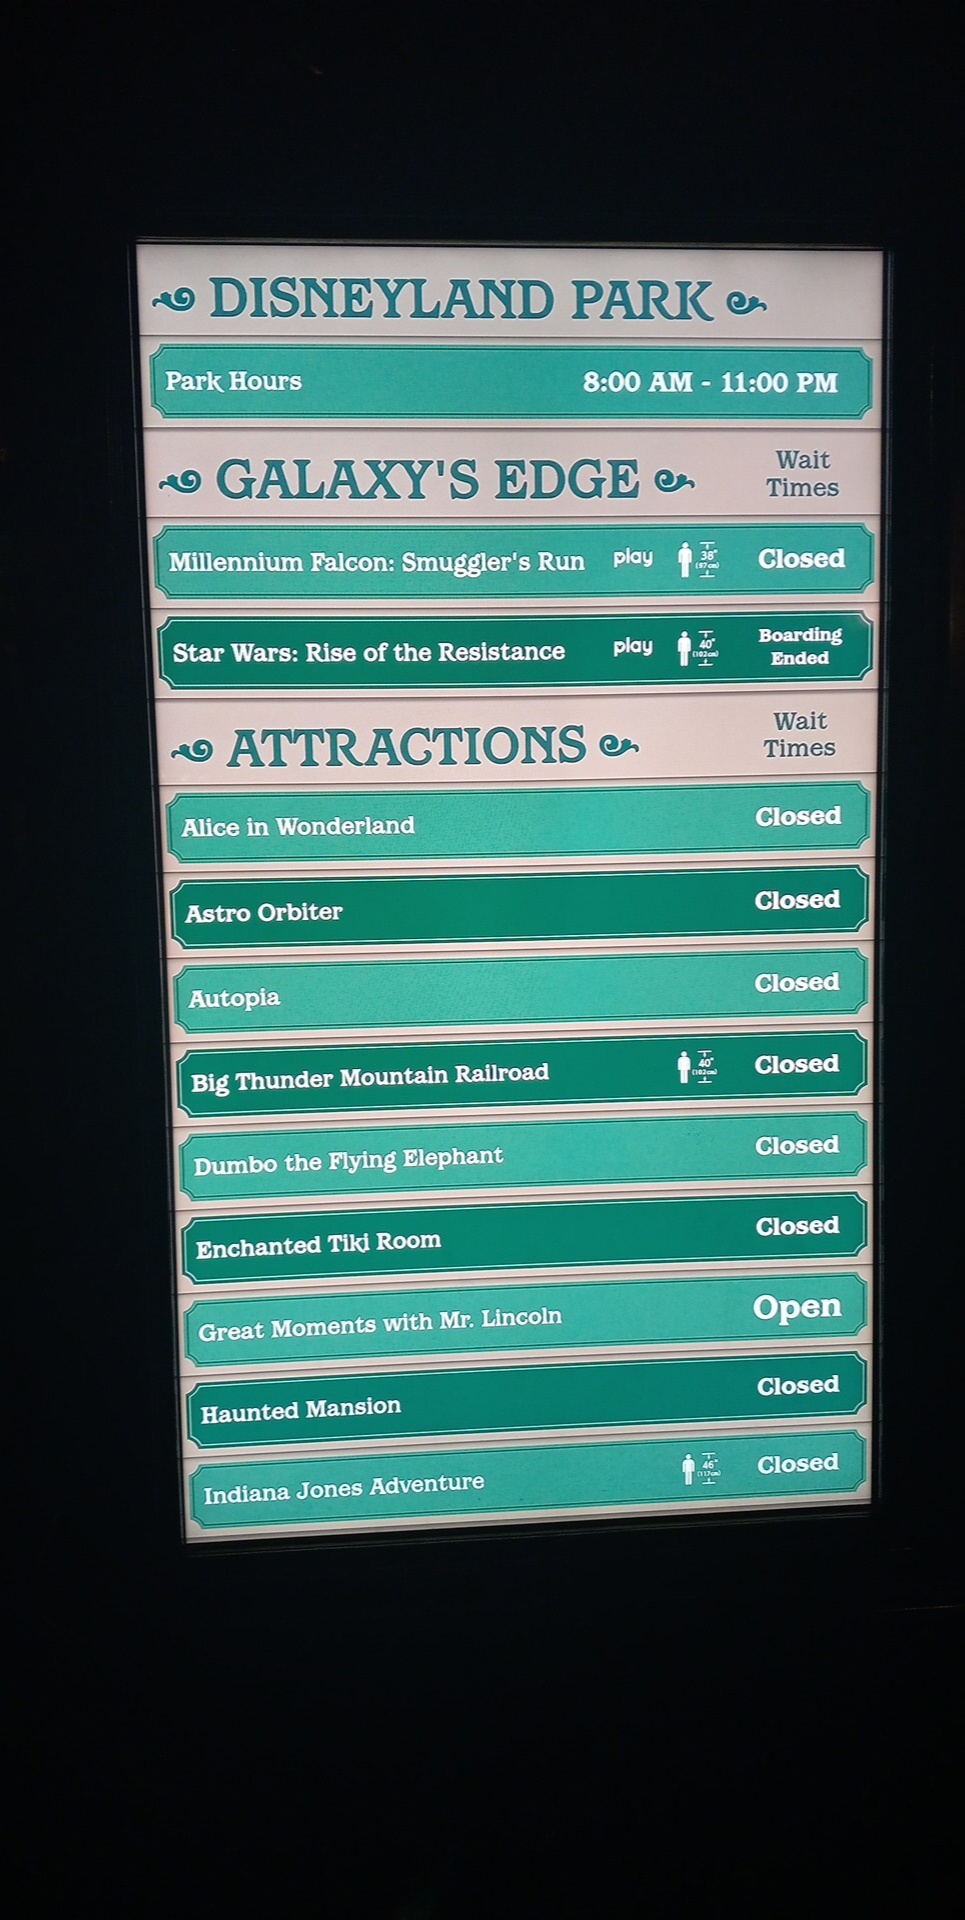 DISNEYLAND PARK
Park Hours 8:00 AM - 11:00 PM
GALAXY'S EDGE Wait
Times
Millennium Falcon: Smuggler's Run play 38" (97cm) Closed
Star Wars: Rise of the Resistance play 40" (102cm) Boarding
Ended
ATTRACTIONS Wait
Times
Alice in Wonderland Closed
Astro Orbiter Closed
Autopia Closed
Big Thunder Mountain Railroad 40" (102cm) Closed
Dumbo the Flying Elephant Closed
Enchanted Tiki Room Closed
Great Moments with Mr. Lincoln Open
Haunted Mansion Closed
Indiana Jones Adventure 46" (117cm) Closed